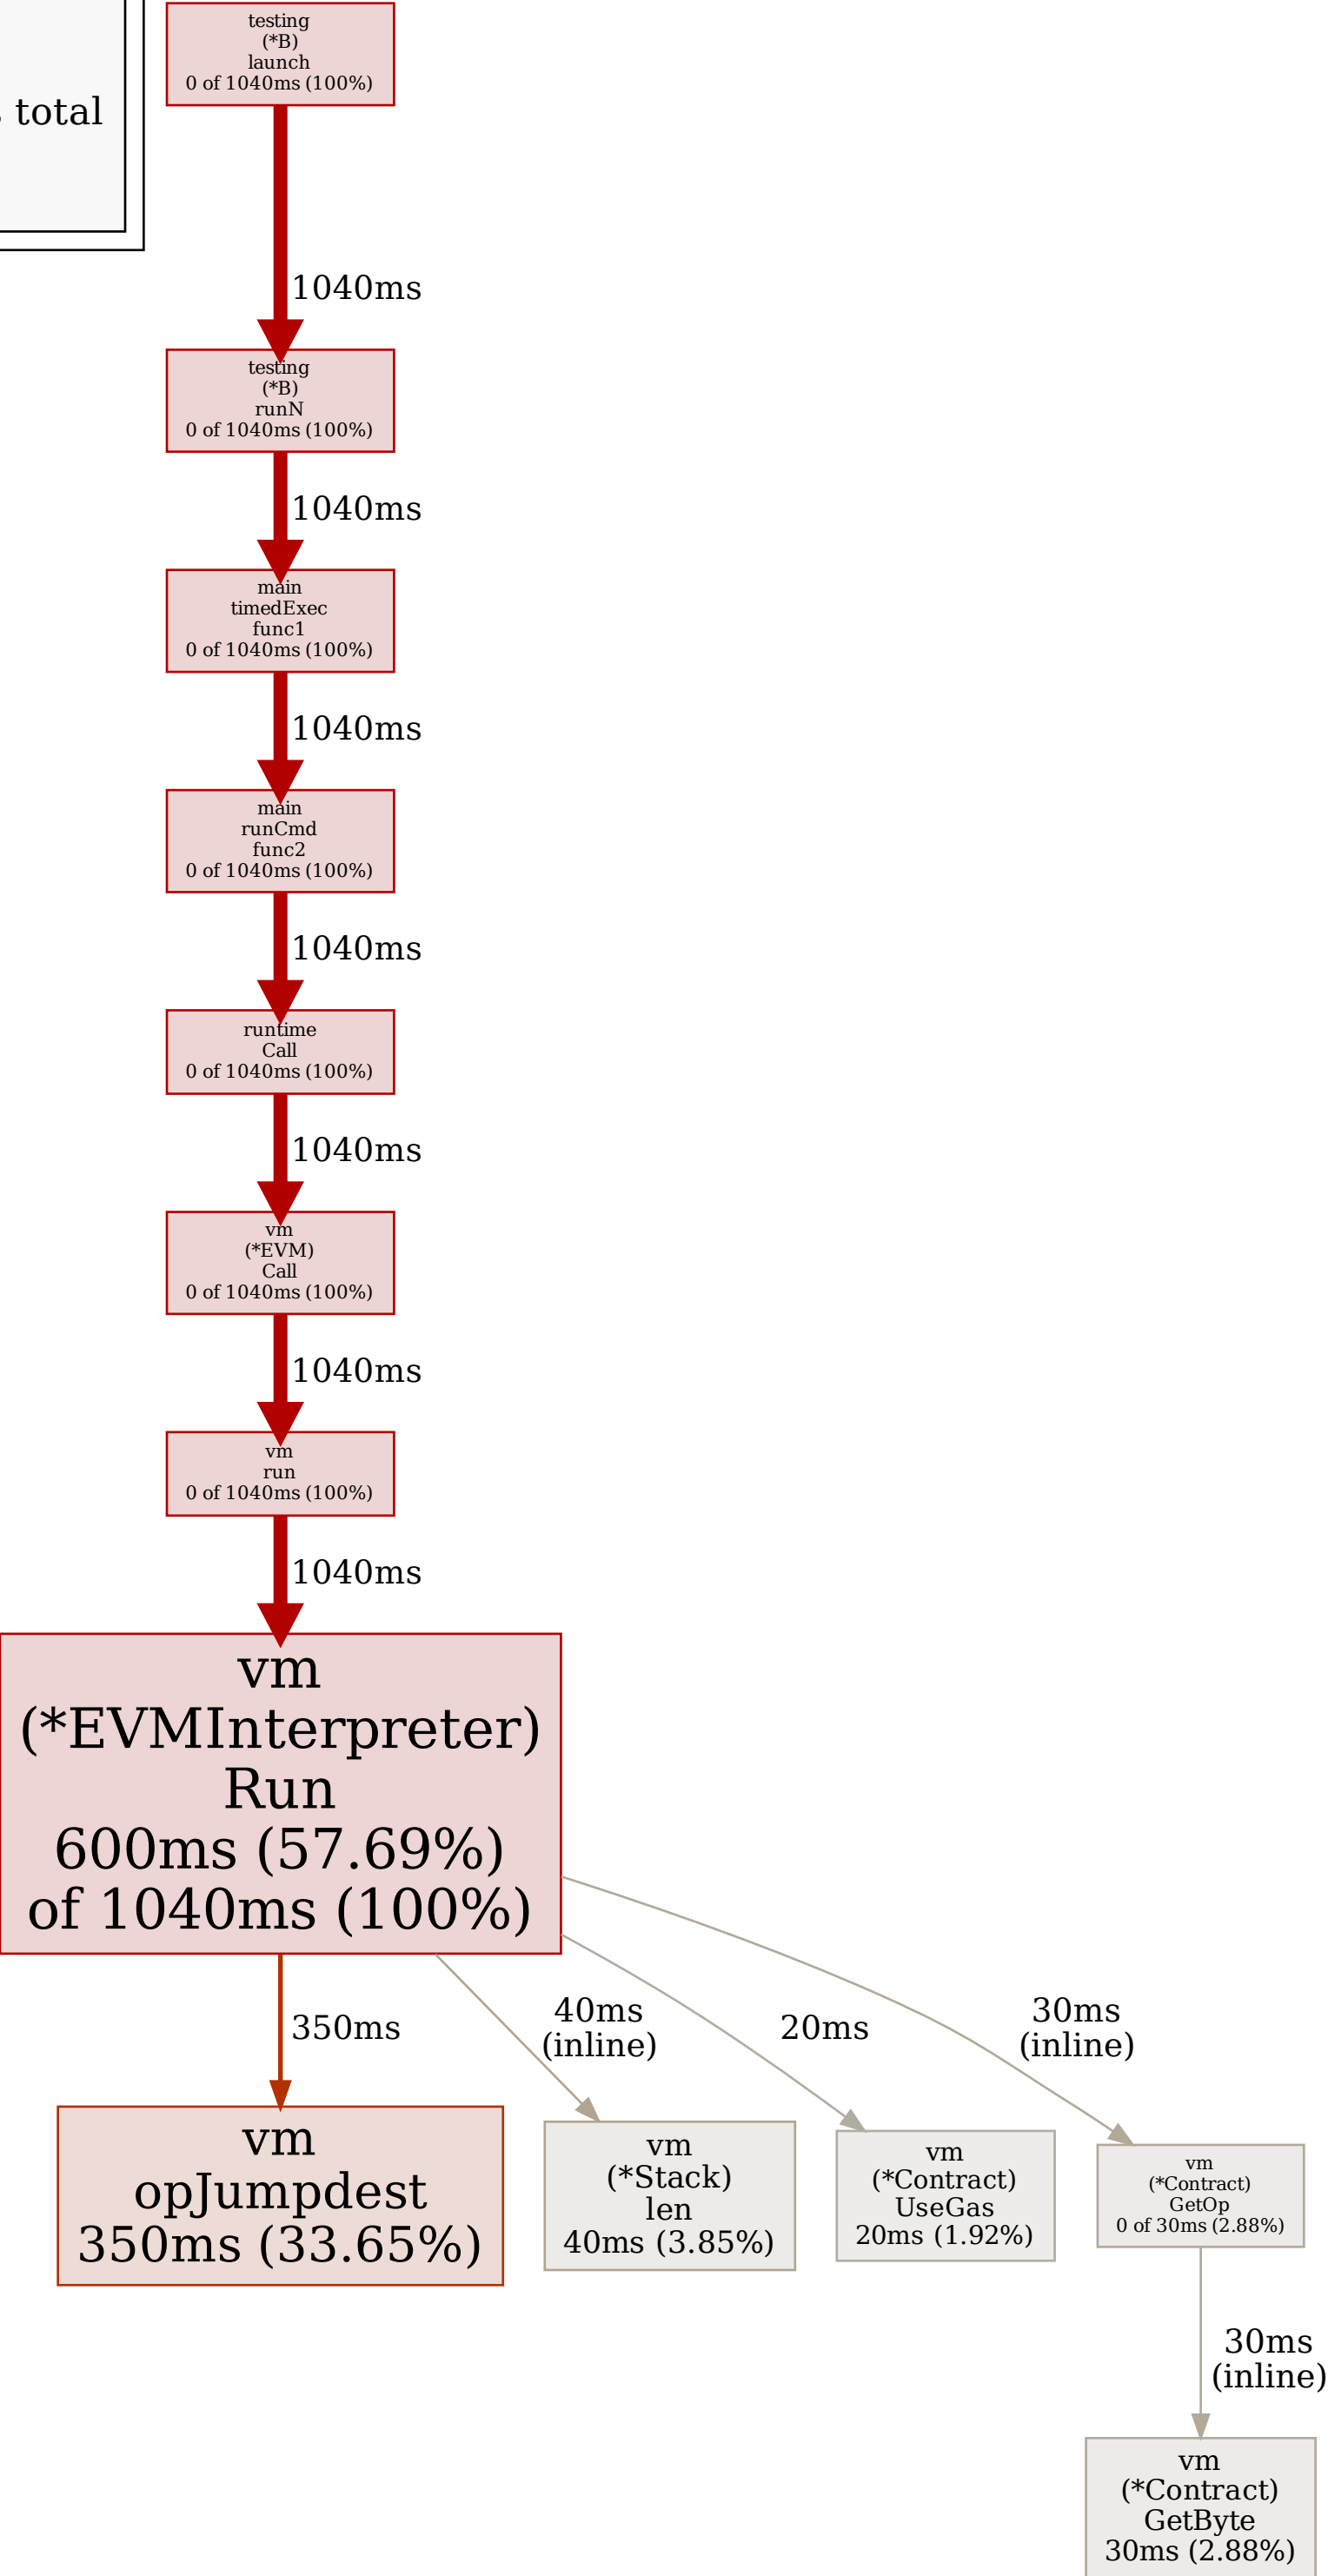 total
testing
(*B)
launch
0 of 1040ms (100%)
1040ms
testing
(*B)
runN
0 of 1040ms (100%)
1040ms
main
timedExec
func1
0 of 1040ms (100%)
1040ms
main
runCmd
func2
0 of 1040ms (100%)
1040ms
runtime
Call
0 of 1040ms (100%)
1040ms
vm
(*EVM)
Call
0 of 1040ms (100%)
1040ms
vm
run
0 of 1040ms (100%)
1040ms
vm
(*EVMInterpreter)
Run
600ms (57.69%)
of 1040ms (100%)
350ms
40ms
(inline)
20ms
30ms
(inline)
vm
opJumpdest
350ms (33.65%)
vm
(*Stack)
len
40ms (3.85%)
vm
(*Contract)
UseGas
20ms (1.92%)
vm
(*Contract)
GetOp
0 of 30ms (2.88%)
30ms
(inline)
vm
(*Contract)
GetByte
30ms (2.88%)